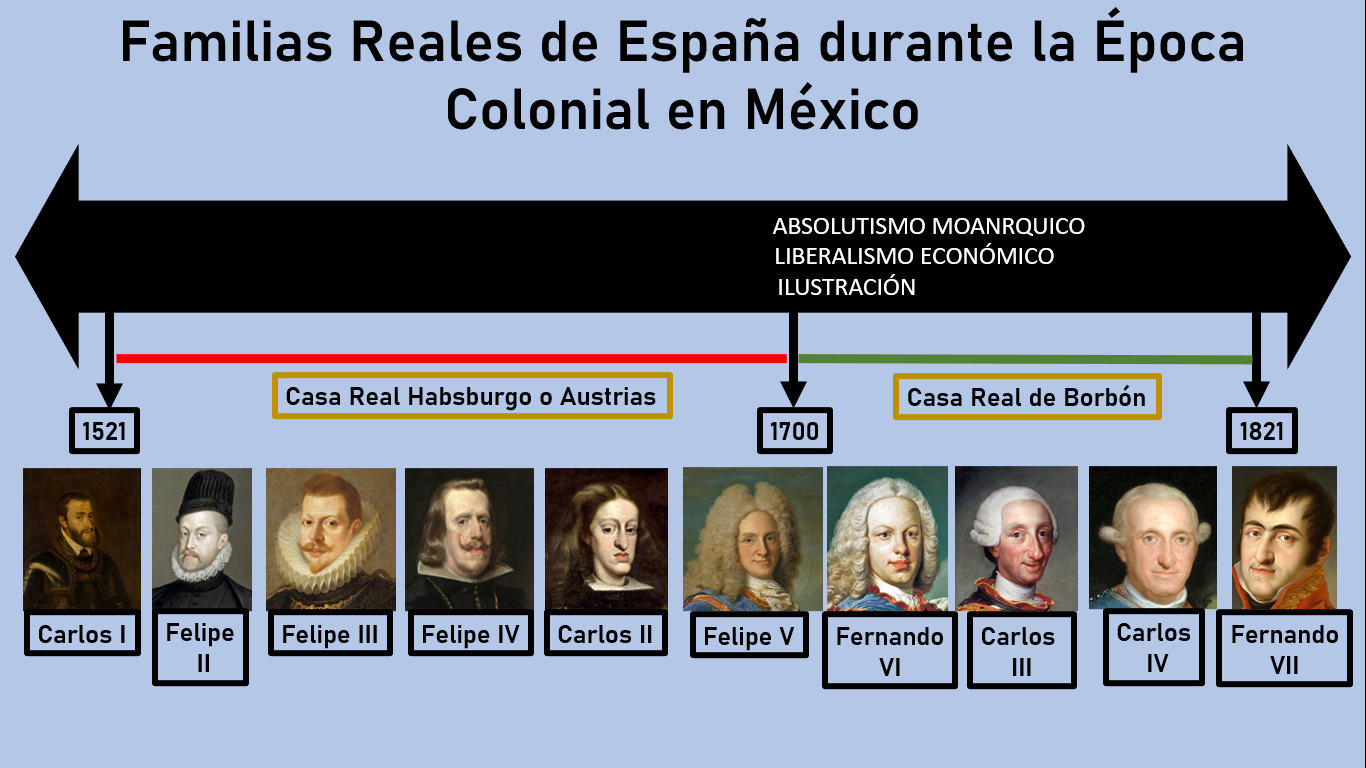 Familias Reales de España durante la Época
Colonial en México
ABSOLUTISMO MOANRQUICO
LIBERALISMO ECONÓMICO
ILUSTRACIÓN
Casa Real Habsburgo o Austrias
Casa Real de Borbón
1521
1700
1821
Carlos I
Felipe
II
Felipe III
Felipe IV
Carlos II
Felipe V
Fernando
VI
Carlos
III
Carlos
IV
Fernando
VII